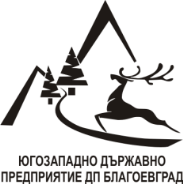 ЮГОЗАПАДНО ДЪРЖАВНО
ПРЕДПРИЯТИЕ ДП БЛАГОЕВГРАД